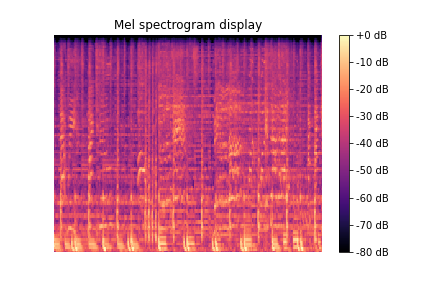 Mel spectrogram display
+0 dB
-10 dB
-20 dB
-30 dB
-40 dB
-50 dB
-60 dB
-70 dB
-80 dB